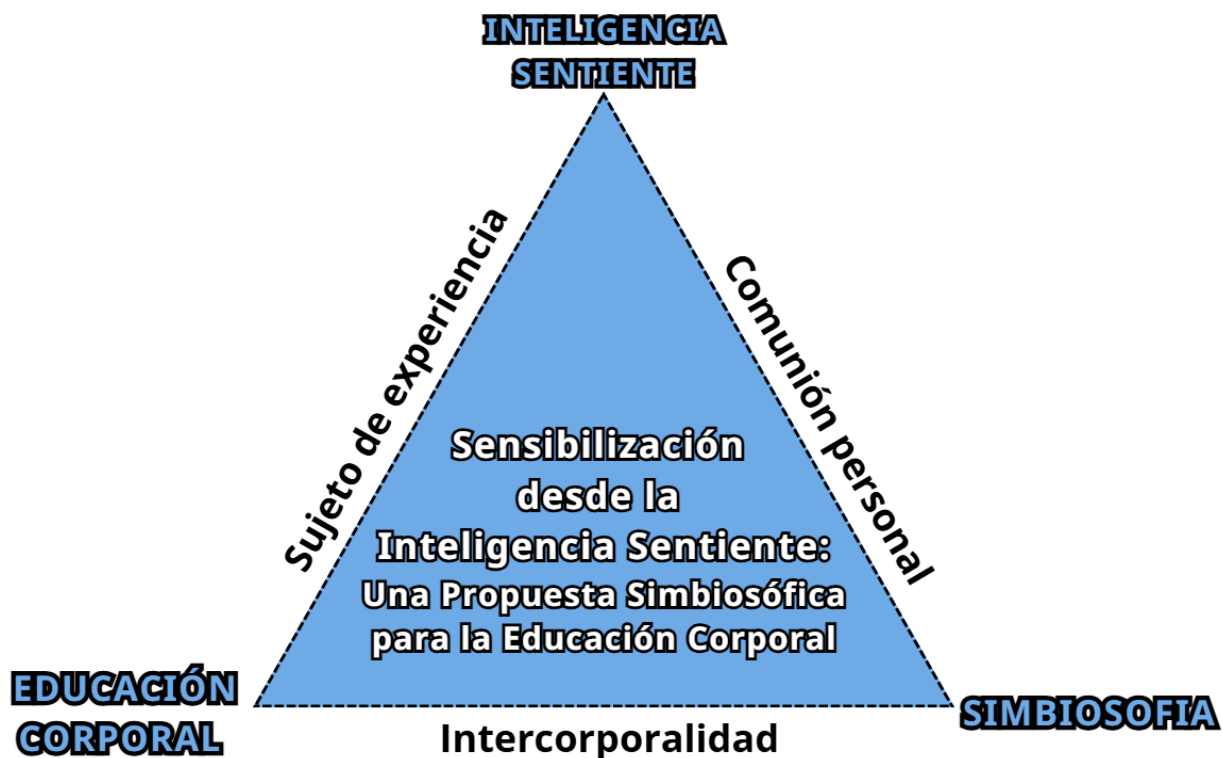 INTELIGENCIA
SENTIENTE
Sujeto de experiencia
Comunión personal
Sensibilización
desde la
Inteligencia Sentiente:
Una Propuesta Simbiosófica
para la Educación Corporal
EDUCACIÓN
CORPORAL
Intercorporalidad
SIMBIOSOFIA